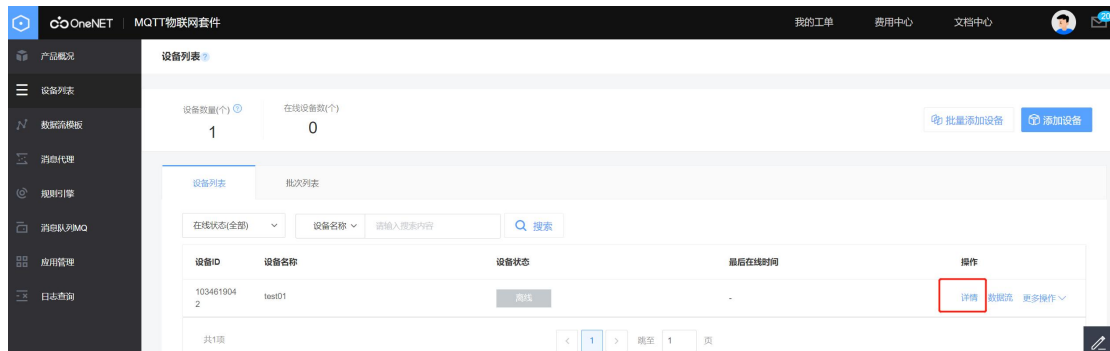 OneNET MQTT物联网套件 我的工单 费用中心 文档中心 20
产品概况
设备列表
数据流模板
消息代理
规则引擎
消息队列MQ
应用管理
日志查询
设备列表 ?
设备数量(个) ? 在线设备数(个)
1 0
批量添加设备 添加设备
设备列表 批次列表
在线状态(全部) 设备名称 请输入搜索内容 搜索
设备ID 设备名称 设备状态 最后在线时间 操作
103461904
2
test01 离线 - 详情 数据流 更多操作
共1项 < 1 > 跳至 1 页